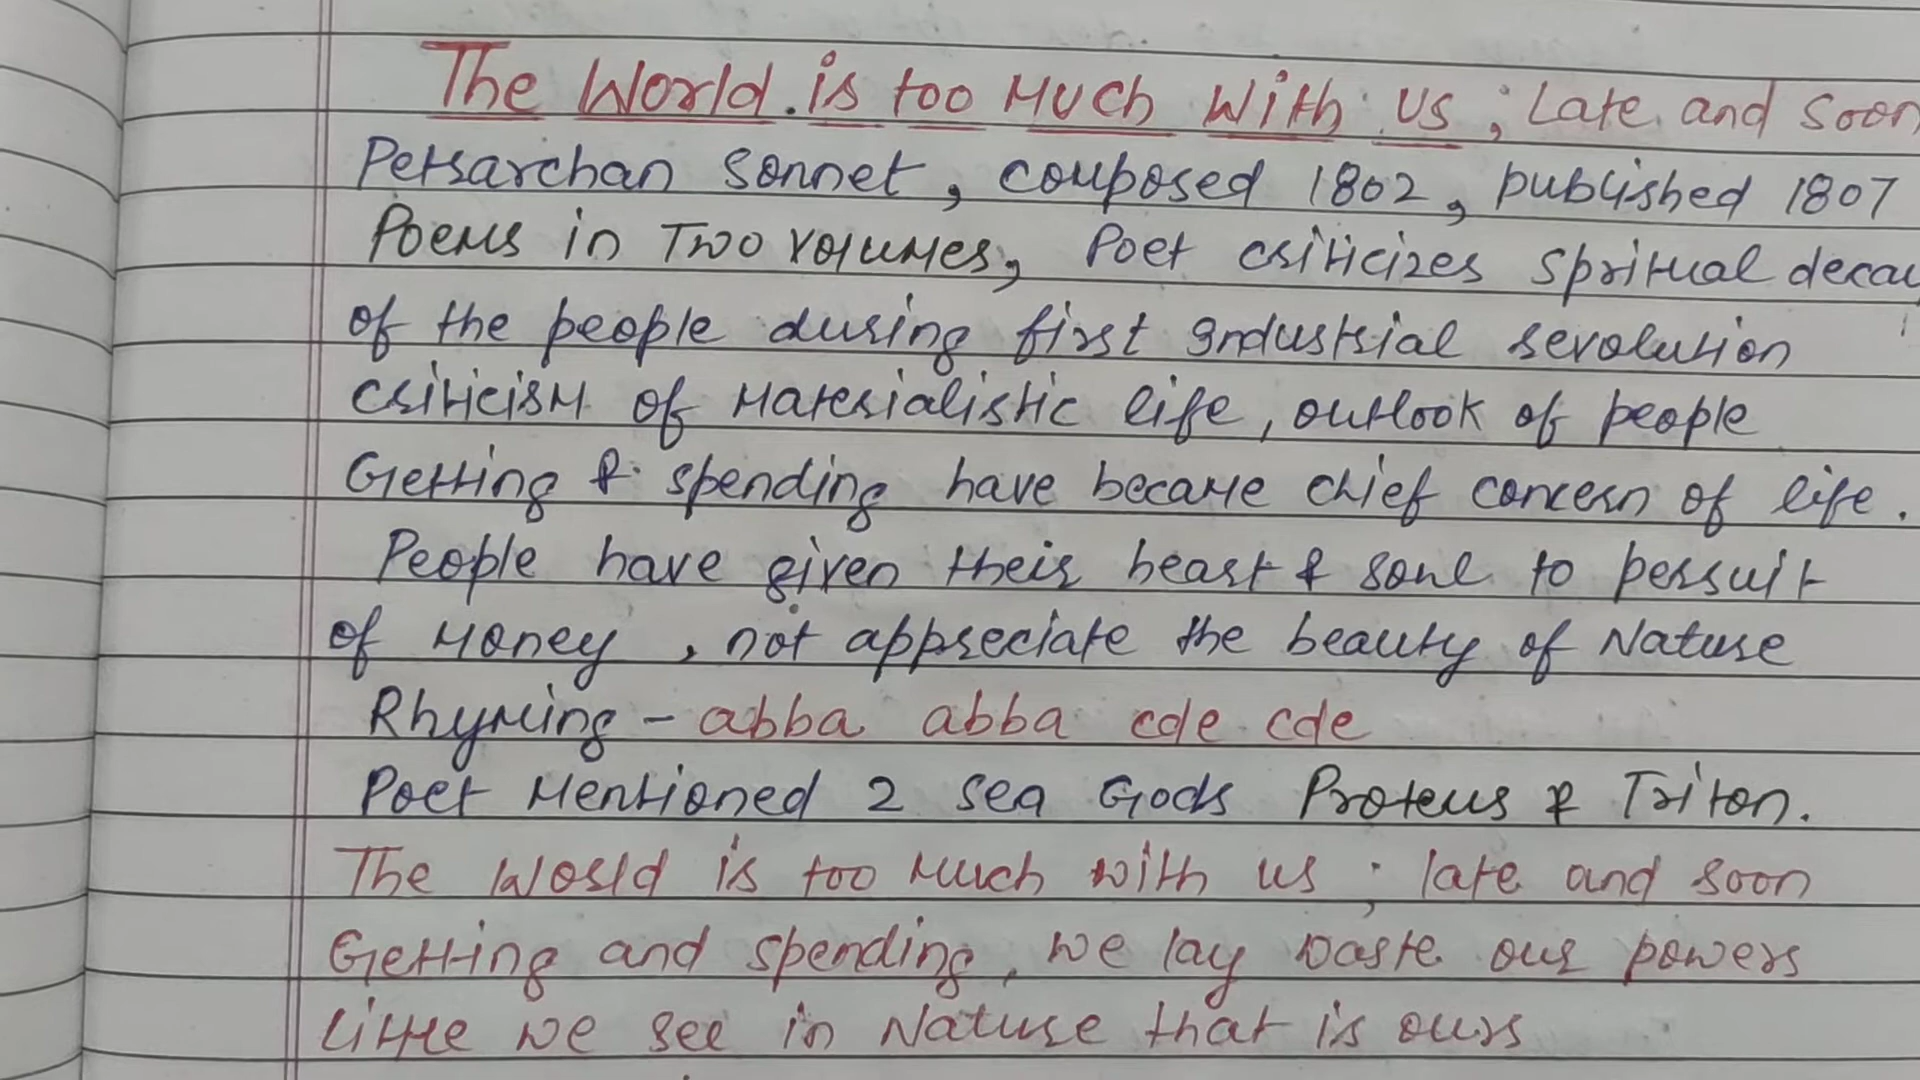 The World is too Much With Us ; Late and Soon
Petrarchan Sonnet , composed 1802 , published 1807
Poems in Two Volumes , Poet criticizes Spritual decay
of the people during first Industrial revolution
Criticism of Materialistic life , outlook of people
Getting & spending have became chief concern of life .
People have given their heart & soul to persuit
of Money , not appreciate the beauty of Nature
Rhyming - abba abba cde cde
Poet Mentioned 2 Sea Gods Proteus & Triton.
The World is too Much with us ; late and soon
Getting and spending, we lay waste our powers
Little we see in Nature that is ours